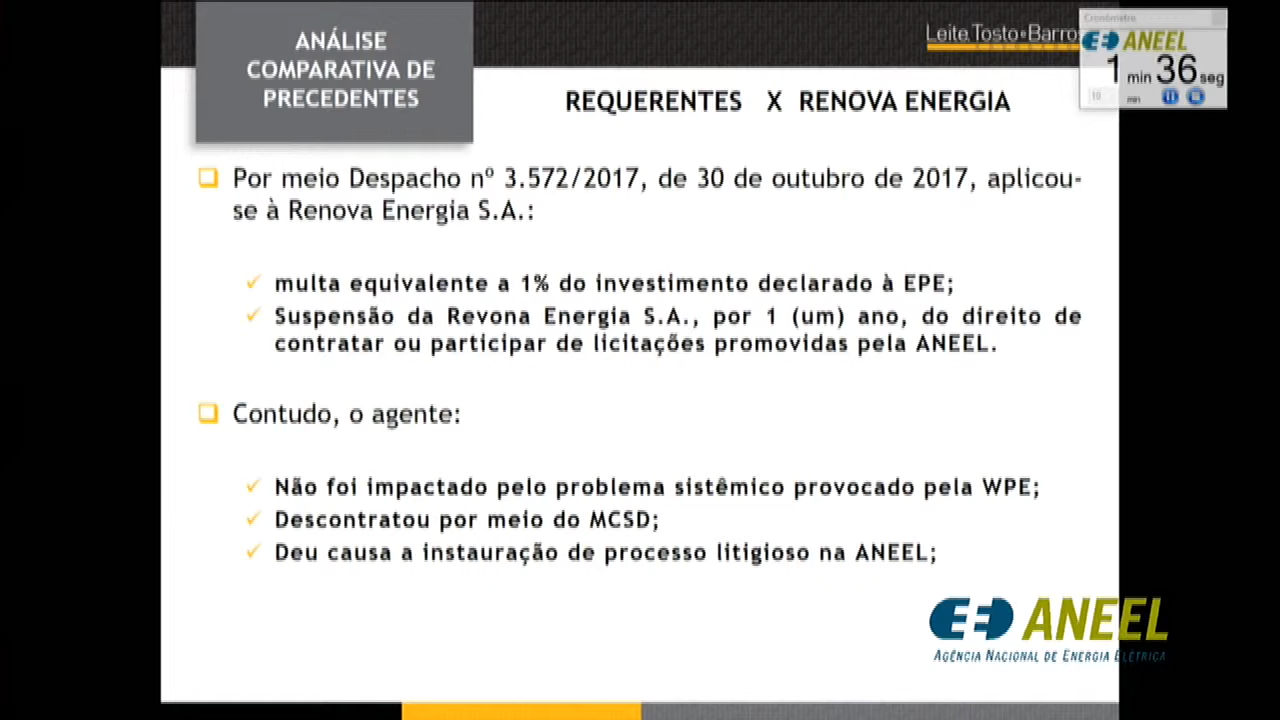 ANÁLISE
COMPARATIVA DE
PRECEDENTES
Leite,Tosto•Barros
Cronômetro
ANEEL
1 min 36 seg
10 min
REQUERENTES X RENOVA ENERGIA
Por meio Despacho nº 3.572/2017, de 30 de outubro de 2017, aplicou-
se à Renova Energia S.A.:
multa equivalente a 1% do investimento declarado à EPE;
Suspensão da Revona Energia S.A., por 1 (um) ano, do direito de
contratar ou participar de licitações promovidas pela ANEEL.
Contudo, o agente:
Não foi impactado pelo problema sistêmico provocado pela WPE;
Descontratou por meio do MCSD;
Deu causa a instauração de processo litigioso na ANEEL;
ANEEL
AGÊNCIA NACIONAL DE ENERGIA ELÉTRICA